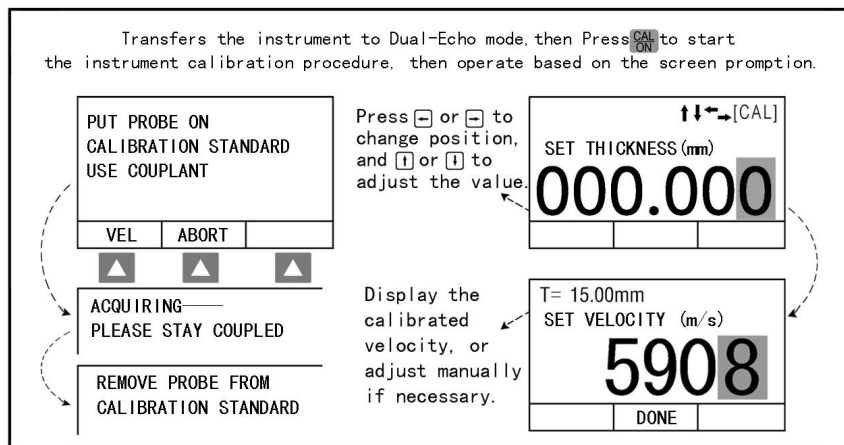 Transfers the instrument to Dual-Echo mode, then Press CAL ON to start
the instrument calibration procedure, then operate based on the screen promption.
PUT PROBE ON
CALIBRATION STANDARD
USE COUPLANT
VEL ABORT
ACQUIRING——
PLEASE STAY COUPLED
REMOVE PROBE FROM
CALIBRATION STANDARD
Press ← or → to
change position,
and ↑ or ↓ to
adjust the value.
↑↓←→[CAL]
SET THICKNESS(mm)
000.000
Display the
calibrated
velocity, or
adjust manually
if necessary.
T= 15.00mm
SET VELOCITY (m/s)
5908
DONE